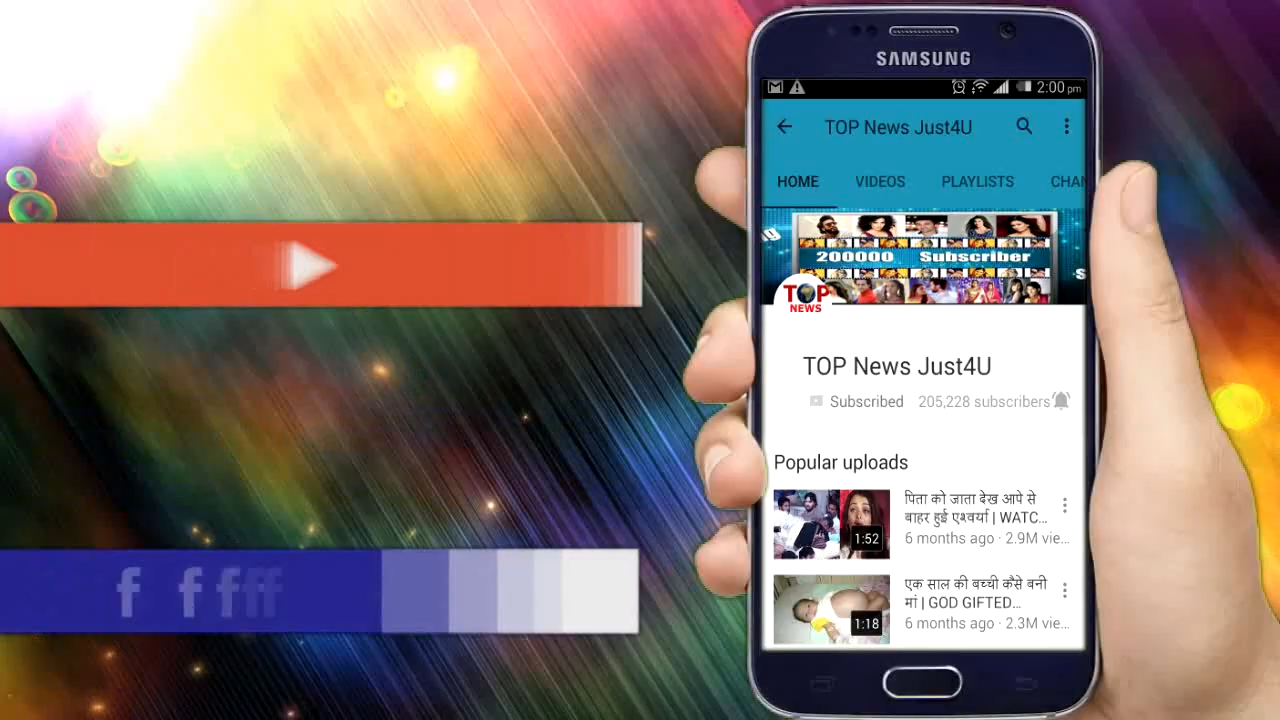 SAMSUNG
2:00 pm
TOP News Just4U
HOME VIDEOS PLAYLISTS CHAN
200000 Subscriber
TOP
NEWS
TOP News Just4U
Subscribed 205,228 subscribers
Popular uploads
पिता को जाता देख आपे से
बाहर हुई एश्वर्या | WATC...
6 months ago · 2.9M vie...
1:52
एक साल की बच्ची कैसे बनी
मां | GOD GIFTED...
6 months ago · 2.3M vie...
1:18
f f fff